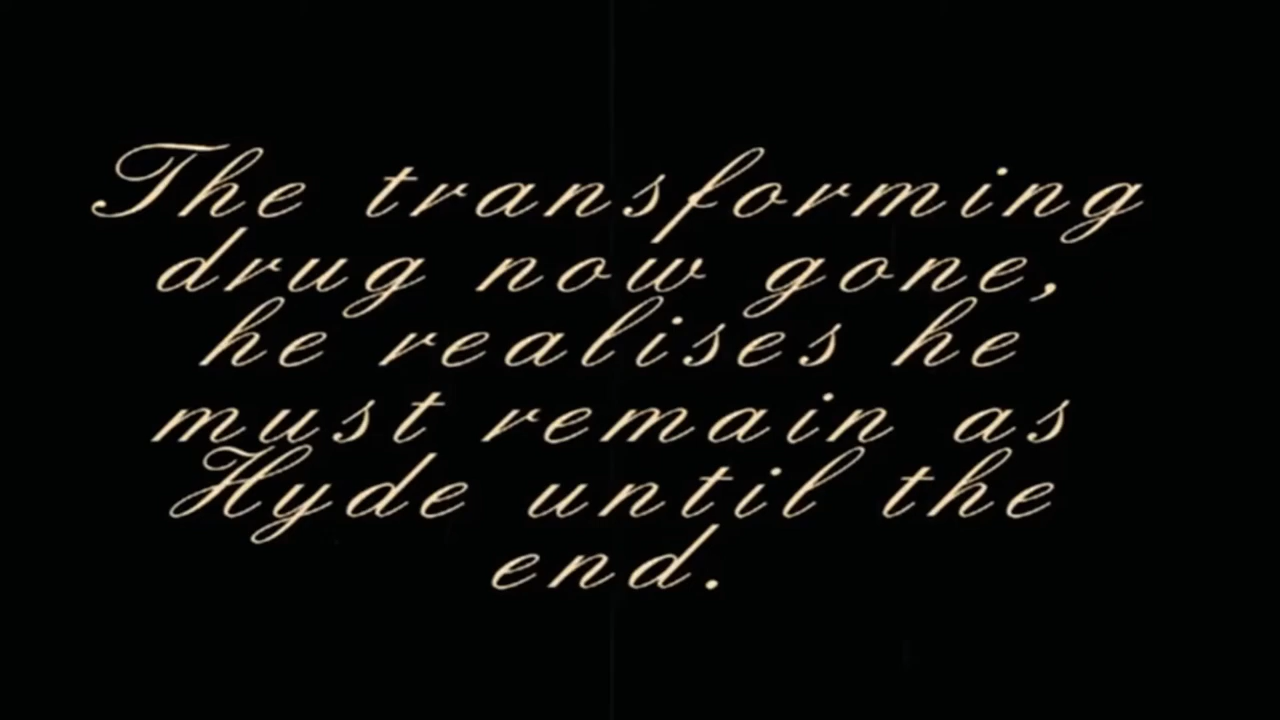 The transforming
drug now gone,
he realises he
must remain as
Hyde until the
end.